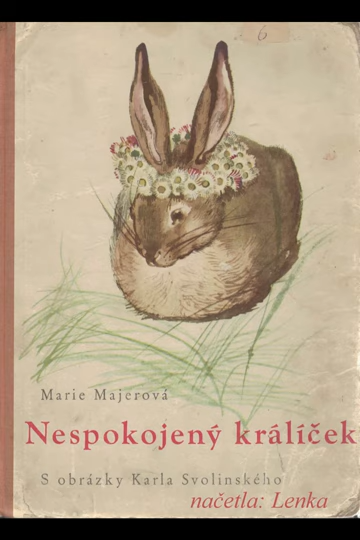 6
Marie Majerová
Nespokojený králíček
S obrázky Karla Svolinského
načetla: Lenka